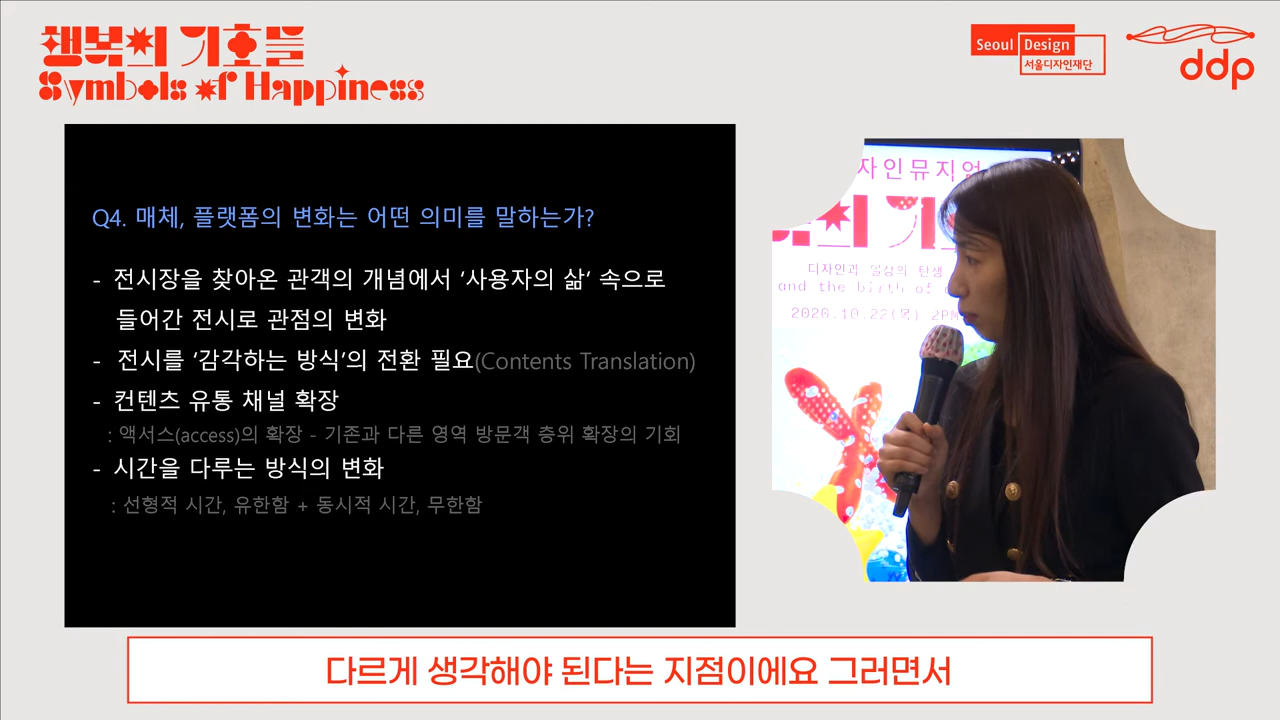 행복의 기호들
Symbols of Happiness
Seoul Design
서울디자인재단
ddp
Q4. 매체, 플랫폼의 변화는 어떤 의미를 말하는가?
- 전시장을 찾아온 관객의 개념에서 ‘사용자의 삶’ 속으로
들어간 전시로 관점의 변화
- 전시를 ‘감각하는 방식’의 전환 필요(Contents Translation)
- 컨텐츠 유통 채널 확장
: 액서스(access)의 확장 - 기존과 다른 영역 방문객 층위 확장의 기회
- 시간을 다루는 방식의 변화
: 선형적 시간, 유한함 + 동시적 시간, 무한함
자인뮤지엄
의 기
디자인과 일상의 탄생
and the birth of
2020.10.22(목) 2PM
다르게 생각해야 된다는 지점이에요 그러면서